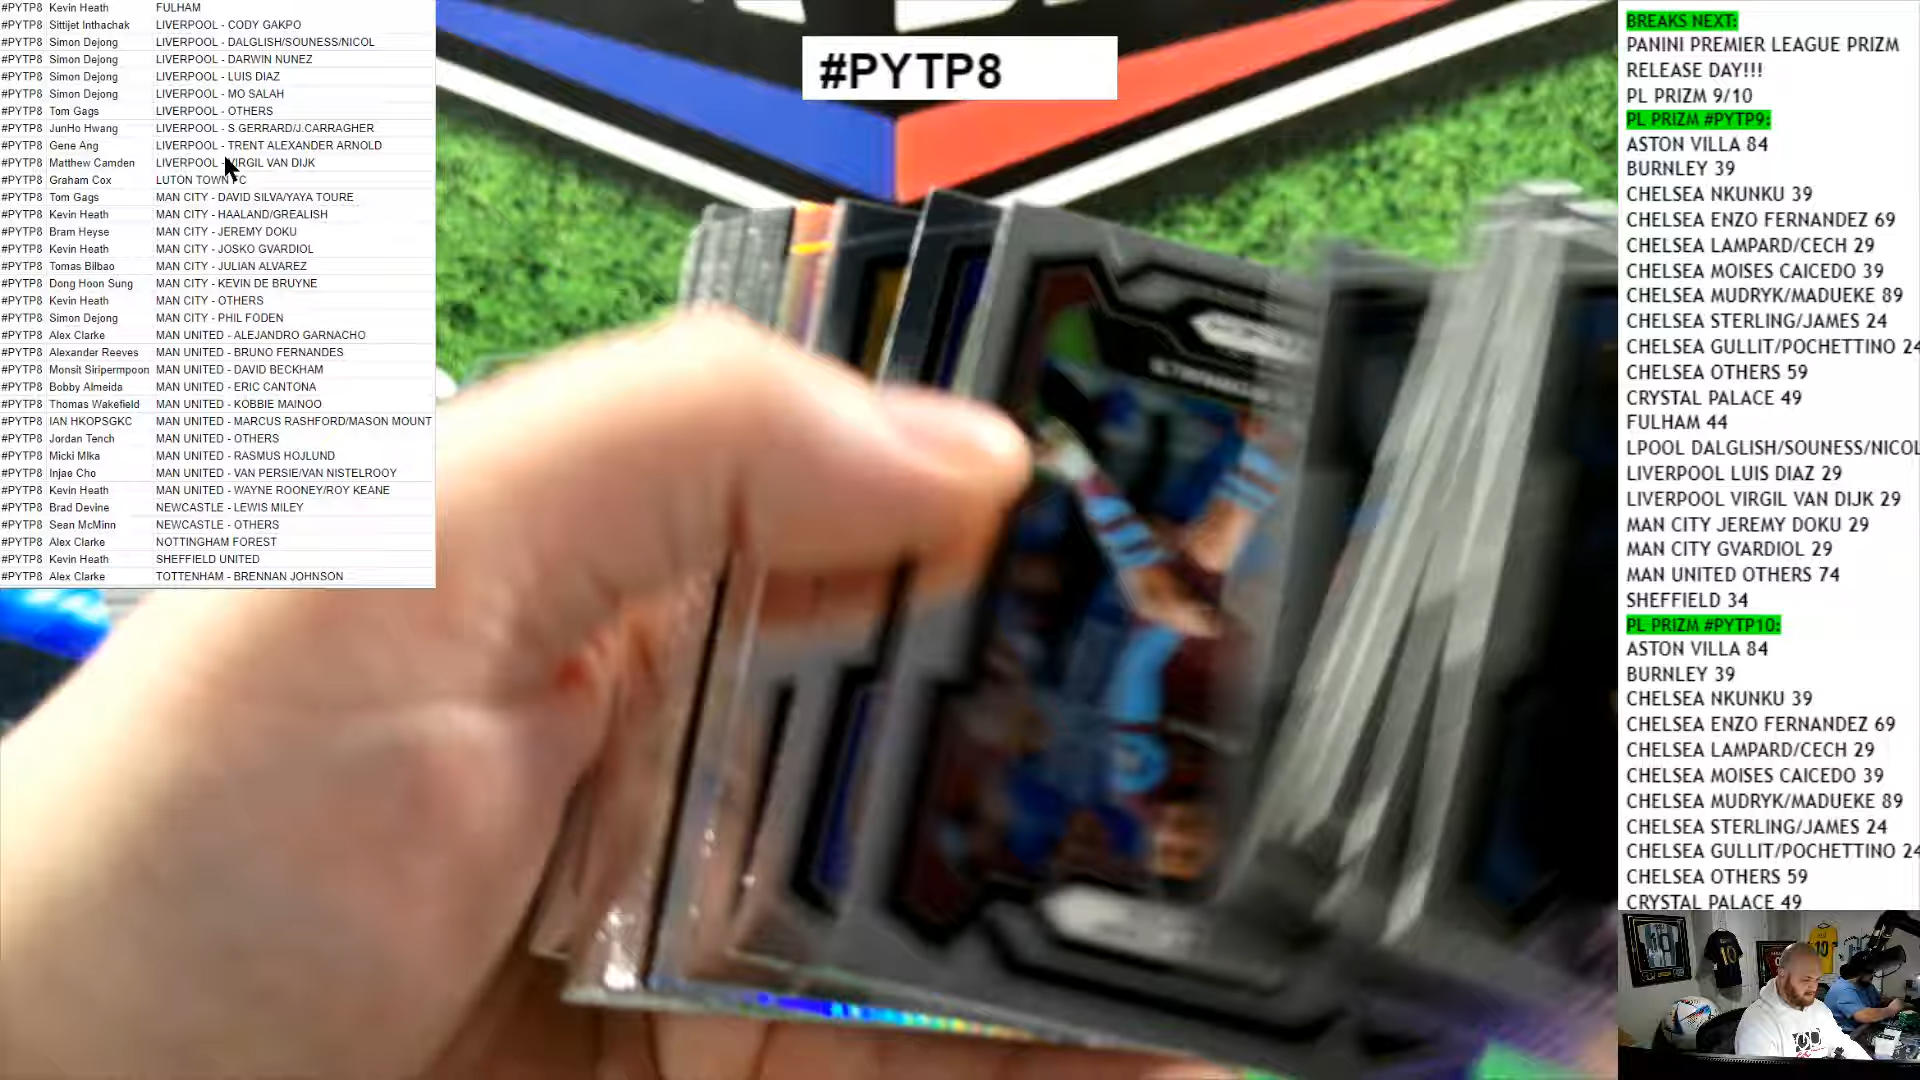 #PYTP8 Kevin Heath FULHAM
#PYTP8 Sittijet Inthachak LIVERPOOL - CODY GAKPO
#PYTP8 Simon Dejong LIVERPOOL - DALGLISH/SOUNESS/NICOL
#PYTP8 Simon Dejong LIVERPOOL - DARWIN NUNEZ
#PYTP8 Simon Dejong LIVERPOOL - LUIS DIAZ
#PYTP8 Simon Dejong LIVERPOOL - MO SALAH
#PYTP8 Tom Gags LIVERPOOL - OTHERS
#PYTP8 JunHo Hwang LIVERPOOL - S.GERRARD/J.CARRAGHER
#PYTP8 Gene Ang LIVERPOOL - TRENT ALEXANDER ARNOLD
#PYTP8 Matthew Camden LIVERPOOL - VIRGIL VAN DIJK
#PYTP8 Graham Cox LUTON TOWN FC
#PYTP8 Tom Gags MAN CITY - DAVID SILVA/YAYA TOURE
#PYTP8 Kevin Heath MAN CITY - HAALAND/GREALISH
#PYTP8 Bram Heyse MAN CITY - JEREMY DOKU
#PYTP8 Kevin Heath MAN CITY - JOSKO GVARDIOL
#PYTP8 Tomas Bilbao MAN CITY - JULIAN ALVAREZ
#PYTP8 Dong Hoon Sung MAN CITY - KEVIN DE BRUYNE
#PYTP8 Kevin Heath MAN CITY - OTHERS
#PYTP8 Simon Dejong MAN CITY - PHIL FODEN
#PYTP8 Alex Clarke MAN UNITED - ALEJANDRO GARNACHO
#PYTP8 Alexander Reeves MAN UNITED - BRUNO FERNANDES
#PYTP8 Monsit Siripermpoon MAN UNITED - DAVID BECKHAM
#PYTP8 Bobby Almeida MAN UNITED - ERIC CANTONA
#PYTP8 Thomas Wakefield MAN UNITED - KOBBIE MAINOO
#PYTP8 IAN HKOPSGKC MAN UNITED - MARCUS RASHFORD/MASON MOUNT
#PYTP8 Jordan Tench MAN UNITED - OTHERS
#PYTP8 Micki Mlka MAN UNITED - RASMUS HOJLUND
#PYTP8 Injae Cho MAN UNITED - VAN PERSIE/VAN NISTELROOY
#PYTP8 Kevin Heath MAN UNITED - WAYNE ROONEY/ROY KEANE
#PYTP8 Brad Devine NEWCASTLE - LEWIS MILEY
#PYTP8 Sean McMinn NEWCASTLE - OTHERS
#PYTP8 Alex Clarke NOTTINGHAM FOREST
#PYTP8 Kevin Heath SHEFFIELD UNITED
#PYTP8 Alex Clarke TOTTENHAM - BRENNAN JOHNSON
#PYTP8
BREAKS NEXT:
PANINI PREMIER LEAGUE PRIZM
RELEASE DAY!!!
PL PRIZM 9/10
PL PRIZM #PYTP9:
ASTON VILLA 84
BURNLEY 39
CHELSEA NKUNKU 39
CHELSEA ENZO FERNANDEZ 69
CHELSEA LAMPARD/CECH 29
CHELSEA MOISES CAICEDO 39
CHELSEA MUDRYK/MADUEKE 89
CHELSEA STERLING/JAMES 24
CHELSEA GULLIT/POCHETTINO 24
CHELSEA OTHERS 59
CRYSTAL PALACE 49
FULHAM 44
LPOOL DALGLISH/SOUNESS/NICOL
LIVERPOOL LUIS DIAZ 29
LIVERPOOL VIRGIL VAN DIJK 29
MAN CITY JEREMY DOKU 29
MAN CITY GVARDIOL 29
MAN UNITED OTHERS 74
SHEFFIELD 34
PL PRIZM #PYTP10:
ASTON VILLA 84
BURNLEY 39
CHELSEA NKUNKU 39
CHELSEA ENZO FERNANDEZ 69
CHELSEA LAMPARD/CECH 29
CHELSEA MOISES CAICEDO 39
CHELSEA MUDRYK/MADUEKE 89
CHELSEA STERLING/JAMES 24
CHELSEA GULLIT/POCHETTINO 24
CHELSEA OTHERS 59
CRYSTAL PALACE 49